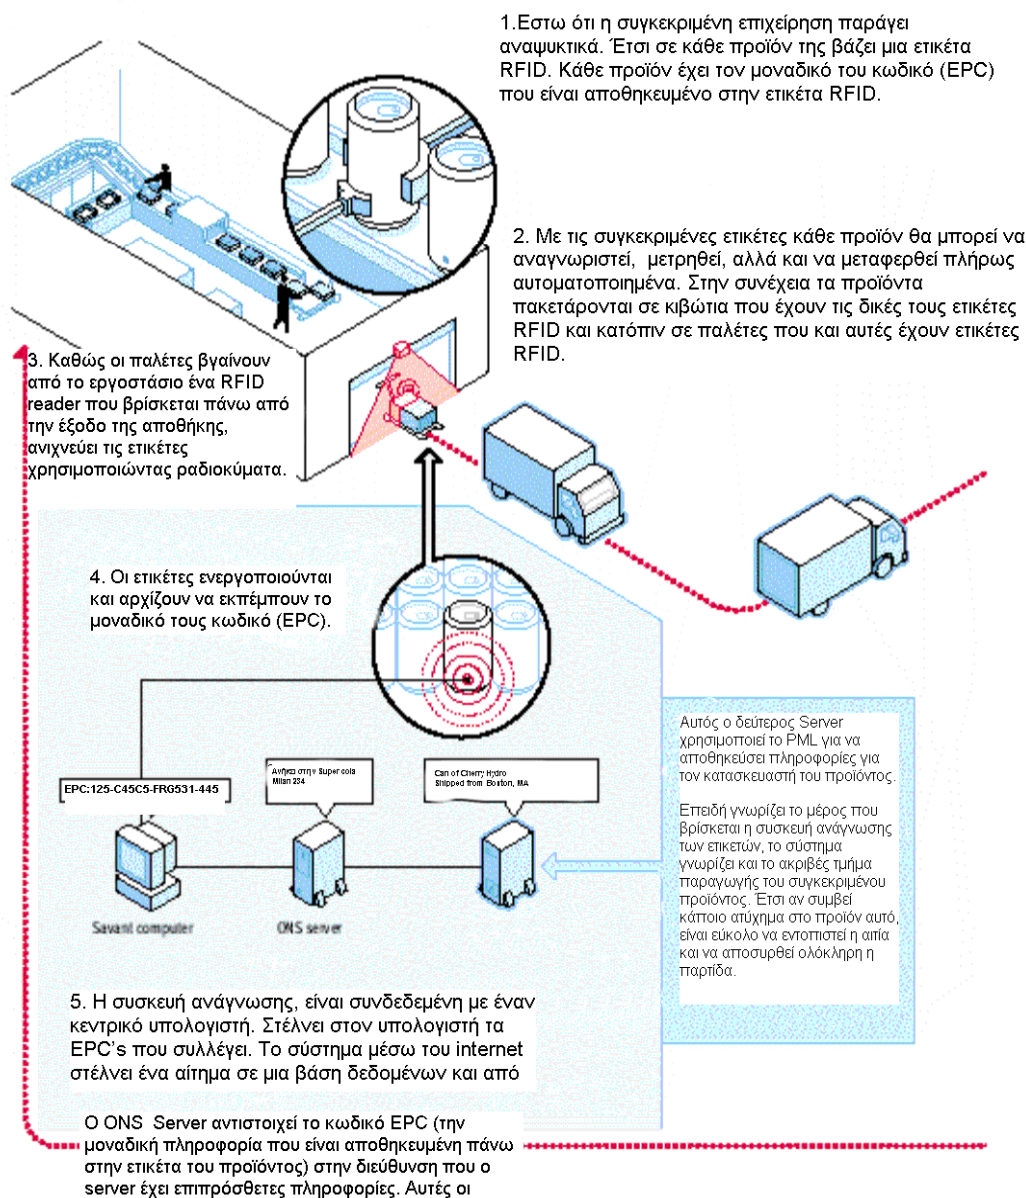 1.Εστω ότι η συγκεκριμένη επιχείρηση παράγει
αναψυκτικά. Έτσι σε κάθε προϊόν της βάζει μια ετικέτα
RFID. Κάθε προϊόν έχει τον μοναδικό του κωδικό (EPC)
που είναι αποθηκευμένο στην ετικέτα RFID.
2. Με τις συγκεκριμένες ετικέτες κάθε προϊόν θα μπορεί να
αναγνωριστεί, μετρηθεί, αλλά και να μεταφερθεί πλήρως
αυτοματοποιημένα. Στην συνέχεια τα προϊόντα
πακετάρονται σε κιβώτια που έχουν τις δικές τους ετικέτες
RFID και κατόπιν σε παλέτες που και αυτές έχουν ετικέτες
RFID.
3. Καθώς οι παλέτες βγαίνουν
από το εργοστάσιο ένα RFID
reader που βρίσκεται πάνω από
την έξοδο της αποθήκης,
ανιχνεύει τις ετικέτες
χρησιμοποιώντας ραδιοκύματα.
4. Οι ετικέτες ενεργοποιούνται
και αρχίζουν να εκπέμπουν το
μοναδικό τους κωδικό (EPC).
EPC:125-C45C5-FRG531-445
Ανήκει στην Super cola
Milan 234
Can of Cherry Hydro
Shipped from Boston, MA
Savant computer
ONS server
Αυτός ο δεύτερος Server
χρησιμοποιεί το PML για να
αποθηκεύσει πληροφορίες για
τον κατασκευαστή του προϊόντος.
Επειδή γνωρίζει το μέρος που
βρίσκεται η συσκευή ανάγνωσης
των ετικετών, το σύστημα
γνωρίζει και το ακριβές τμήμα
παραγωγής του συγκεκριμένου
προϊόντος. Έτσι αν συμβεί
κάποιο ατύχημα στο προϊόν αυτό,
είναι εύκολο να εντοπιστεί η αιτία
και να αποσυρθεί ολόκληρη η
παρτίδα.
5. Η συσκευή ανάγνωσης, είναι συνδεδεμένη με έναν
κεντρικό υπολογιστή. Στέλνει στον υπολογιστή τα
EPC's που συλλέγει. Το σύστημα μέσω του internet
στέλνει ένα αίτημα σε μια βάση δεδομένων και από
Ο ONS Server αντιστοιχεί το κωδικό EPC (την
μοναδική πληροφορία που είναι αποθηκευμένη πάνω
στην ετικέτα του προϊόντος) στην διεύθυνση που ο
server έχει επιπρόσθετες πληροφορίες. Αυτές οι